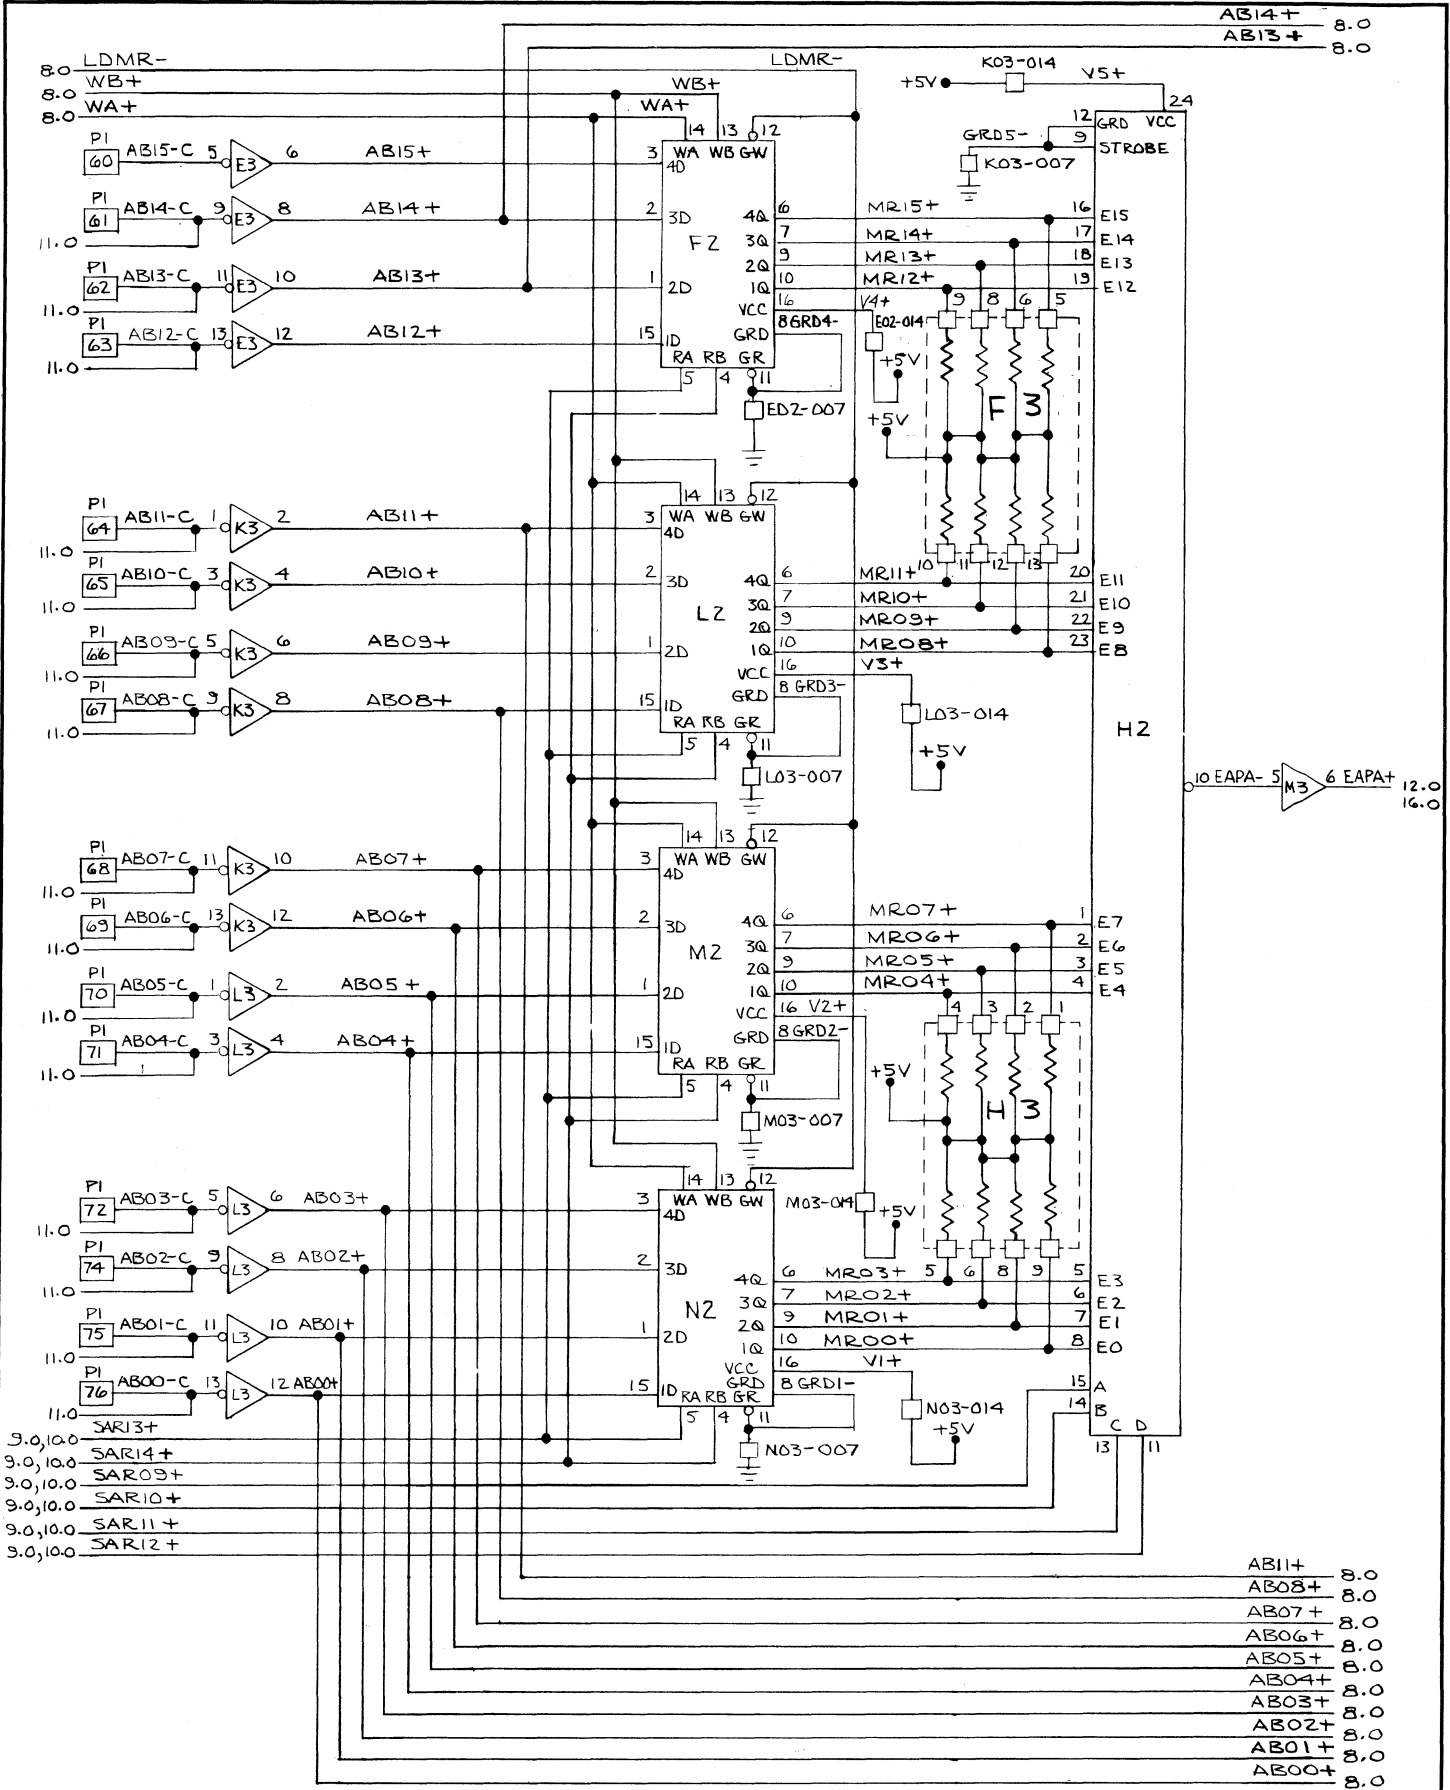 AB14+ 8.0
AB13+ 8.0
8.0 LDMR- LDMR-
8.0 WB+ WB+
8.0 WA+ WA+
K03-014
+5V V5+
24
12 GRD VCC
GRD5- 9 STROBE
K03-007
14 13 12
WA WB GW
P1
60 AB15-C 5 E3 6 AB15+ 3 4D
P1
61 AB14-C 9 E3 8 AB14+ 2 3D
11.0
F2
4Q 6 MR15+ 16 E15
3Q 7 MR14+ 17 E14
2Q 9 MR13+ 18 E13
1Q 10 MR12+ 19 E12
P1
62 AB13-C 11 E3 10 AB13+ 1 2D
11.0
VCC 16 V4+
GRD 8 GRD4-
E02-014
+5V
9 8 6 5
P1
63 AB12-C 13 E3 12 AB12+ 15 1D
11.0
RA RB GR
5 4 11
ED2-007
+5V
F 3
14 13 12
WA WB GW
P1
64 AB11-C 1 K3 2 AB11+ 3 4D
11.0
10 11 12 13
P1
65 AB10-C 3 K3 4 AB10+ 2 3D
11.0
L2
4Q 6 MR11+ 20 E11
3Q 7 MR10+ 21 E10
2Q 9 MR09+ 22 E9
1Q 10 MR08+ 23 E8
P1
66 AB09-C 5 K3 6 AB09+ 1 2D
11.0
VCC 16 V3+
GRD 8 GRD3-
P1
67 AB08-C 9 K3 8 AB08+ 15 1D
11.0
RA RB GR
5 4 11
L03-014
+5V
L03-007
H2
10 EAPA- 5 M3 6 EAPA+ 12.0
16.0
14 13 12
WA WB GW
P1
68 AB07-C 11 K3 10 AB07+ 3 4D
11.0
P1
69 AB06-C 13 K3 12 AB06+ 2 3D
11.0
M2
4Q 6 MR07+ 1 E7
3Q 7 MR06+ 2 E6
2Q 9 MR05+ 3 E5
1Q 10 MR04+ 4 E4
P1
70 AB05-C 1 L3 2 AB05+ 1 2D
11.0
VCC 16 V2+
GRD 8 GRD2-
4 3 2 1
P1
71 AB04-C 3 L3 4 AB04+ 15 1D
11.0
RA RB GR
5 4 11
+5V
M03-007
H 3
14 13 12
WA WB GW
P1
72 AB03-C 5 L3 6 AB03+ 3 4D
11.0
M03-014
+5V
P1
74 AB02-C 9 L3 8 AB02+ 2 3D
11.0
N2
5 6 8 9
4Q 6 MR03+ 5 E3
3Q 7 MR02+ 6 E2
2Q 9 MR01+ 7 E1
1Q 10 MR00+ 8 E0
P1
75 AB01-C 11 L3 10 AB01+ 1 2D
11.0
VCC 16 V1+
GRD 8 GRD1-
P1
76 AB00-C 13 L3 12 AB00+ 15 1D
11.0
RA RB GR
5 4 11
N03-014
+5V
N03-007
15 A
14 B
C D
13 11
9.0,10.0 SAR13+
9.0,10.0 SAR14+
9.0,10.0 SAR09+
9.0,10.0 SAR10+
9.0,10.0 SAR11+
9.0,10.0 SAR12+
AB11+ 8.0
AB08+ 8.0
AB07+ 8.0
AB06+ 8.0
AB05+ 8.0
AB04+ 8.0
AB03+ 8.0
AB02+ 8.0
AB01+ 8.0
AB00+ 8.0